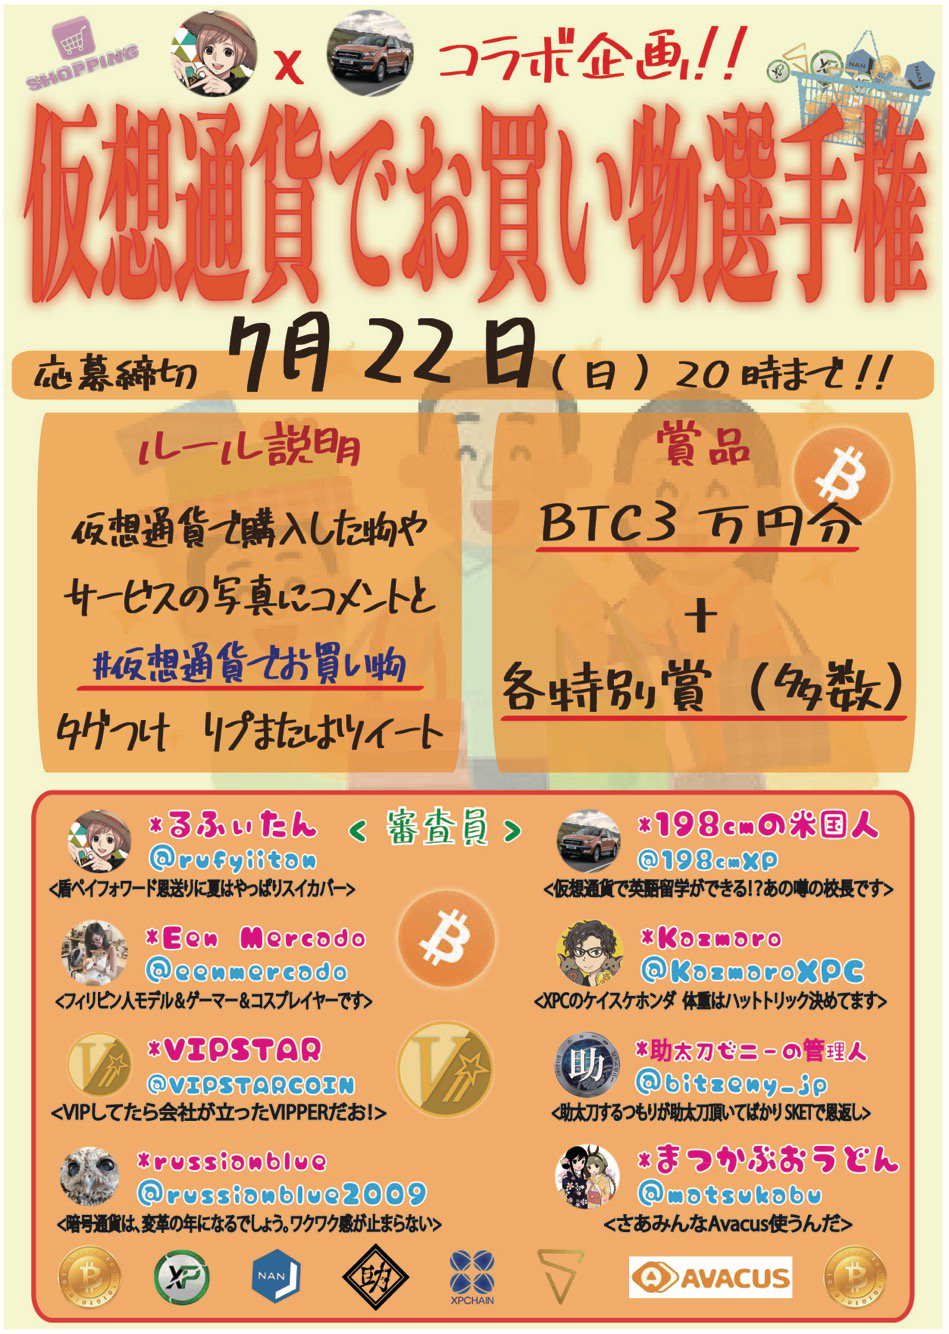 SHOPPING
x コラボ企画!!
NAN XP NAN
仮想通貨でお買い物選手権
応募締切 7月22日(日)20時まで!!
ルール説明
仮想通貨で購入した物や
サービスの写真にコメントと
#仮想通貨でお買い物
タグつけ リプまたはツイート
賞品
BTC3万円分
+
各特別賞(多数)
<審査員>
*るふぃたん
@rufyiitan
<盾ペイフォワード恩送りに夏はやっぱりスイカバー>
*198cmの米国人
@198cmXP
<仮想通貨で英語留学ができる!?あの噂の校長です>
*Een Mercado
@eenmercado
<フィリピン人モデル&ゲーマー&コスプレイヤーです>
*Kazmaro
@KazmaroXPC
<XPCのケイスケホンダ 体重はハットトリック決めてます>
*VIPSTAR
@VIPSTARCOIN
<VIPしてたら会社が立ったVIPPERだお!>
助
*助太刀ゼニーの管理人
@bitzeny_jp
<助太刀するつもりが助太刀頂いてばかり SKETで恩返し>
*russianblue
@russianblue2009
<暗号通貨は、変革の年になるでしょう。ワクワク感が止まらない>
*まつかぶおうどん
@matsukabu
<さあみんなAvacus使うんだ>
XP
NAN
助
XPCHAIN
AVACUS